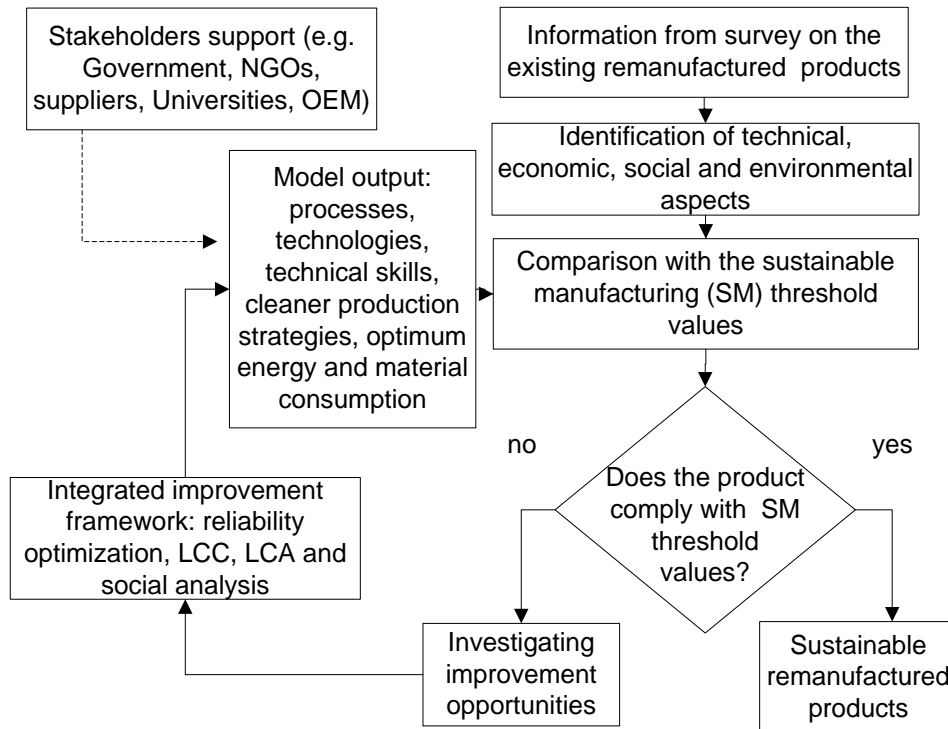 Stakeholders support (e.g.
Government, NGOs,
suppliers, Universities, OEM)
Information from survey on the
existing remanufactured products
Identification of technical,
economic, social and environmental
aspects
Model output:
processes,
technologies,
technical skills,
cleaner production
strategies, optimum
energy and material
consumption
Comparison with the sustainable
manufacturing (SM) threshold
values
no
yes
Does the product
comply with SM
threshold
values?
Integrated improvement
framework: reliability
optimization, LCC, LCA and
social analysis
Investigating
improvement
opportunities
Sustainable
remanufactured
products